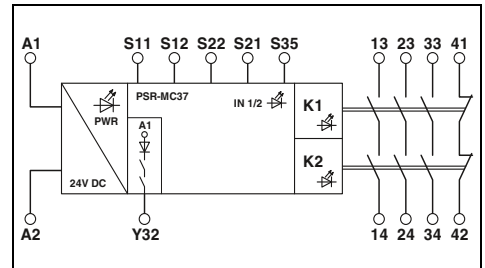 A1 S11 S12 S22 S21 S35 13 23 33 41
PSR-MC37 IN 1/2 K1
PWR
A1
K2
24V DC
A2 Y32 14 24 34 42